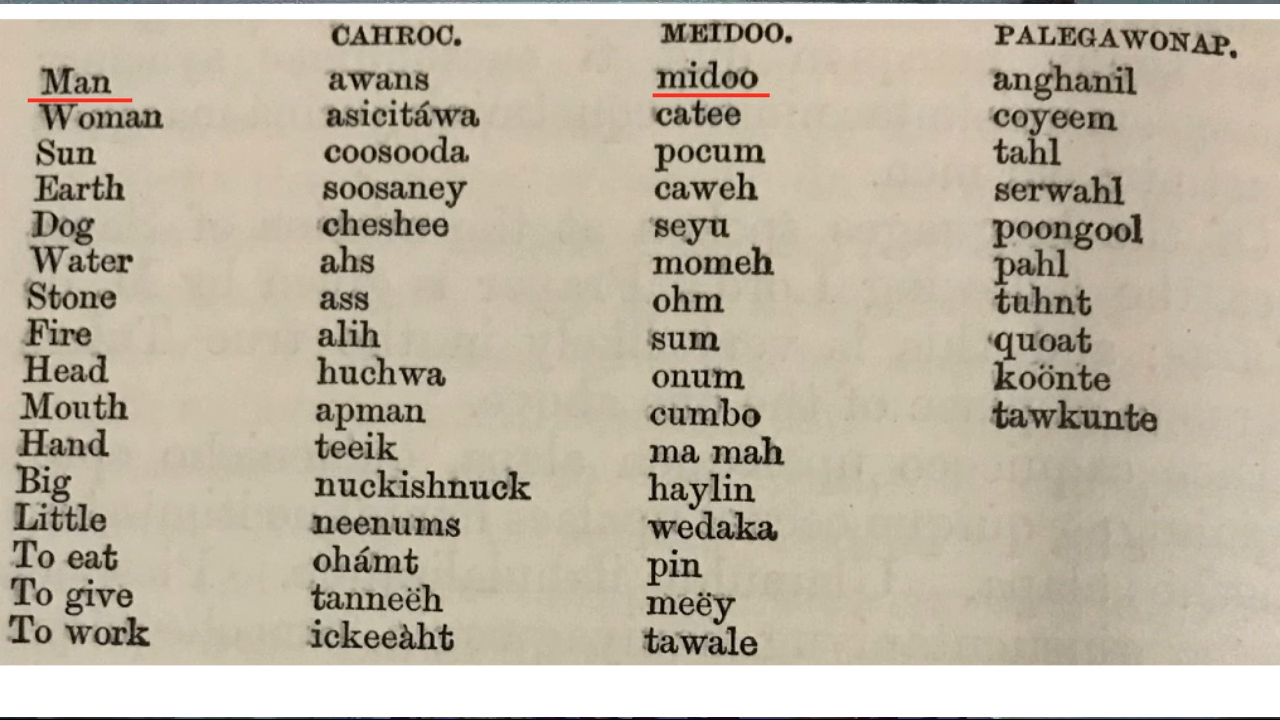 CAHROC. MEIDOO. PALEGAWONAP.
Man awans midoo anghanil
Woman asicitáwa catee coyeem
Sun coosooda pocum tahl
Earth soosaney caweh serwahl
Dog cheshee seyu poongool
Water ahs momeh pahl
Stone ass ohm tuhnt
Fire alih sum quoat
Head huchwa onum koönte
Mouth apman cumbo tawkunte
Hand teeik ma mah
Big nuckishnuck haylin
Little neenums wedaka
To eat ohámt pin
To give tanneëh meëy
To work ickeeàht tawale